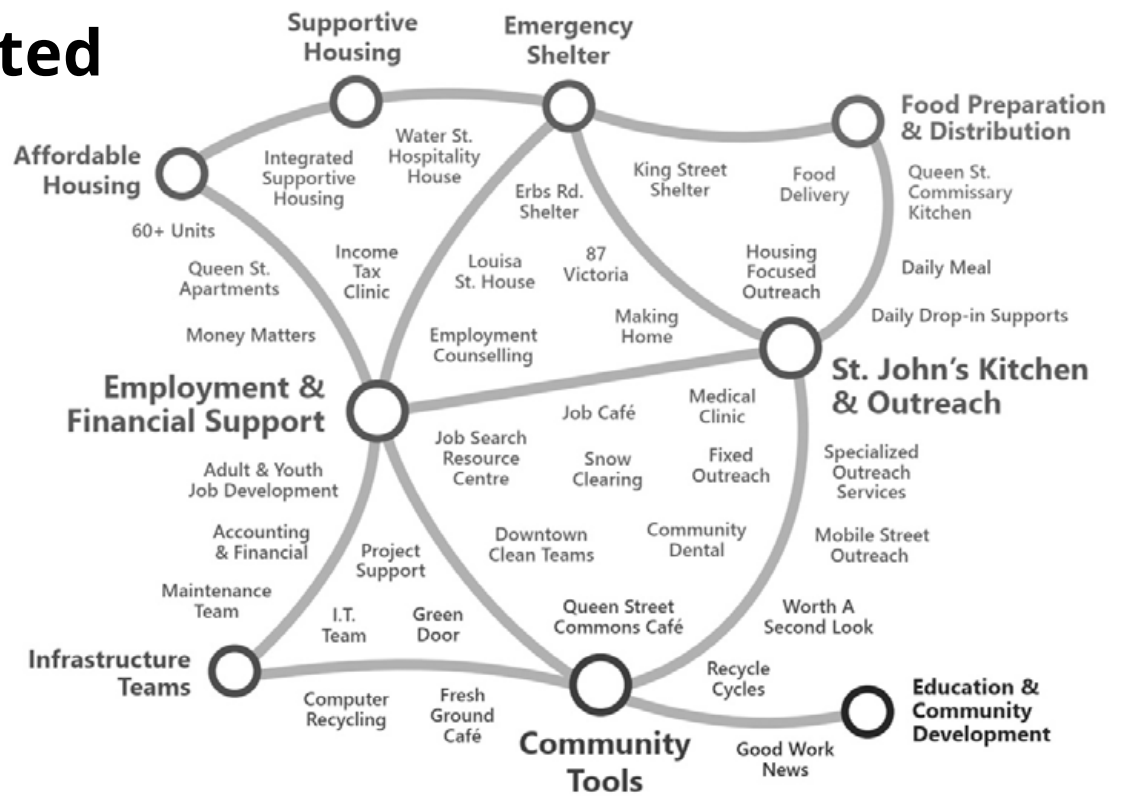 ted
Supportive
Housing
Emergency
Shelter
Food Preparation
& Distribution
Affordable
Housing
Water St.
Hospitality
House
Integrated
Supportive
Housing
King Street
Shelter
Food
Delivery
Queen St.
Commissary
Kitchen
Erbs Rd.
Shelter
60+ Units
Queen St.
Apartments
Income
Tax
Clinic
Louisa
St. House
87
Victoria
Housing
Focused
Outreach
Daily Meal
Daily Drop-in Supports
Money Matters
Employment
Counselling
Making
Home
Employment &
Financial Support
St. John's Kitchen
& Outreach
Job Café
Medical
Clinic
Job Search
Resource
Centre
Snow
Clearing
Fixed
Outreach
Specialized
Outreach
Services
Adult & Youth
Job Development
Accounting
& Financial
Project
Support
Downtown
Clean Teams
Community
Dental
Mobile Street
Outreach
Maintenance
Team
I.T.
Team
Green
Door
Queen Street
Commons Café
Worth A
Second Look
Infrastructure
Teams
Computer
Recycling
Fresh
Ground
Café
Recycle
Cycles
Education &
Community
Development
Community
Tools
Good Work
News